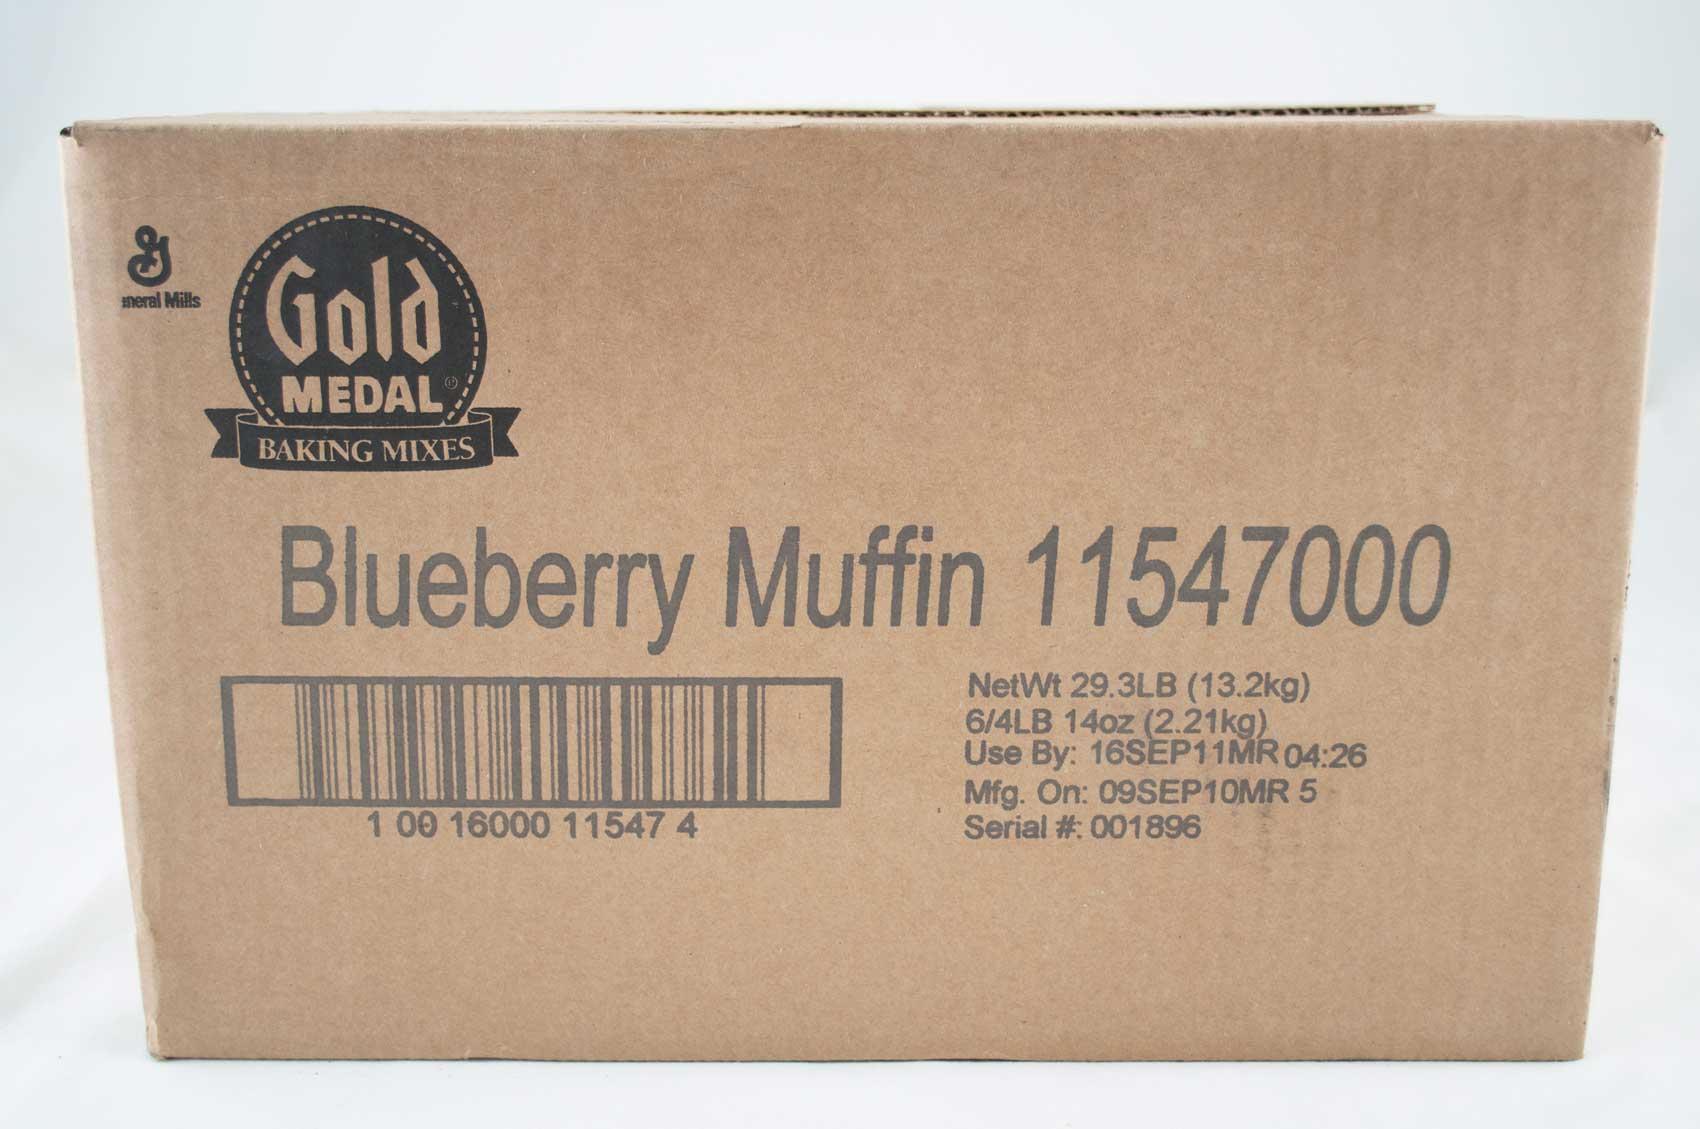 neral Mills
Gold
MEDAL®
BAKING MIXES
Blueberry Muffin 11547000
NetWt 29.3LB (13.2kg)
6/4LB 14oz (2.21kg)
Use By: 16SEP11MR 04:26
Mfg. On: 09SEP10MR 5
Serial #: 001896
1 00 16000 11547 4